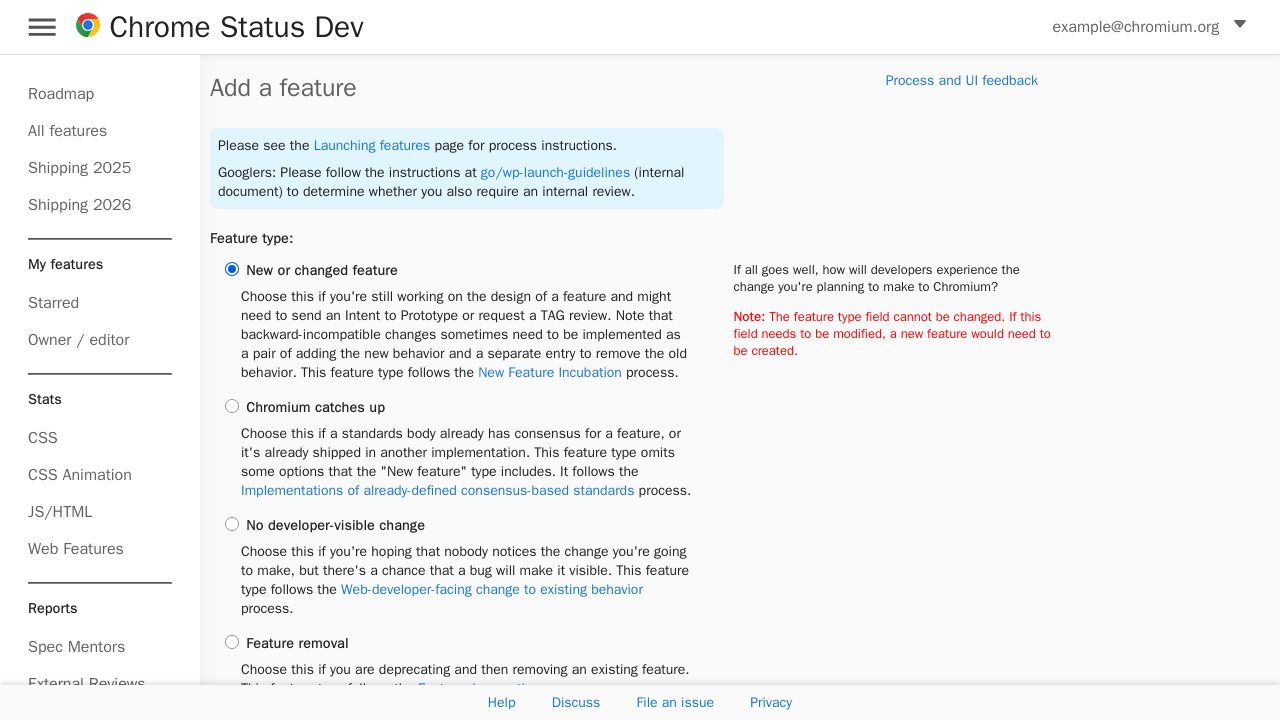 Chrome Status Dev
example@chromium.org
Roadmap
All features
Shipping 2025
Shipping 2026
My features
Starred
Owner / editor
Stats
CSS
CSS Animation
JS/HTML
Web Features
Reports
Spec Mentors
External Reviews
Add a feature
Process and UI feedback
Please see the Launching features page for process instructions.
Googlers: Please follow the instructions at go/wp-launch-guidelines (internal
document) to determine whether you also require an internal review.
Feature type:
New or changed feature
Choose this if you're still working on the design of a feature and might
need to send an Intent to Prototype or request a TAG review. Note that
backward-incompatible changes sometimes need to be implemented as
a pair of adding the new behavior and a separate entry to remove the old
behavior. This feature type follows the New Feature Incubation process.
Chromium catches up
Choose this if a standards body already has consensus for a feature, or
it's already shipped in another implementation. This feature type omits
some options that the "New feature" type includes. It follows the
Implementations of already-defined consensus-based standards process.
No developer-visible change
Choose this if you're hoping that nobody notices the change you're going
to make, but there's a chance that a bug will make it visible. This feature
type follows the Web-developer-facing change to existing behavior
process.
Feature removal
Choose this if you are deprecating and then removing an existing feature.
If all goes well, how will developers experience the
change you're planning to make to Chromium?
Note: The feature type field cannot be changed. If this
field needs to be modified, a new feature would need to
be created.
Help
Discuss
File an issue
Privacy